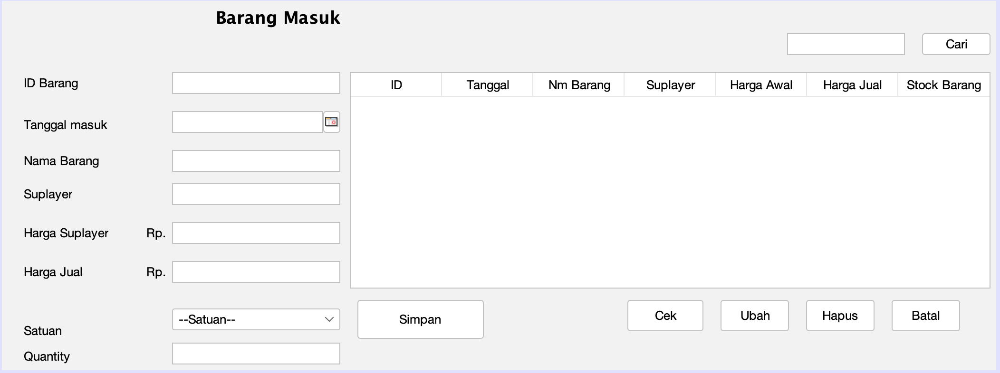 Barang Masuk
Cari
ID Barang
Tanggal masuk
Nama Barang
Suplayer
Harga Suplayer Rp.
Harga Jual Rp.
Satuan
--Satuan--
Quantity
ID Tanggal Nm Barang Suplayer Harga Awal Harga Jual Stock Barang
Simpan Cek Ubah Hapus Batal